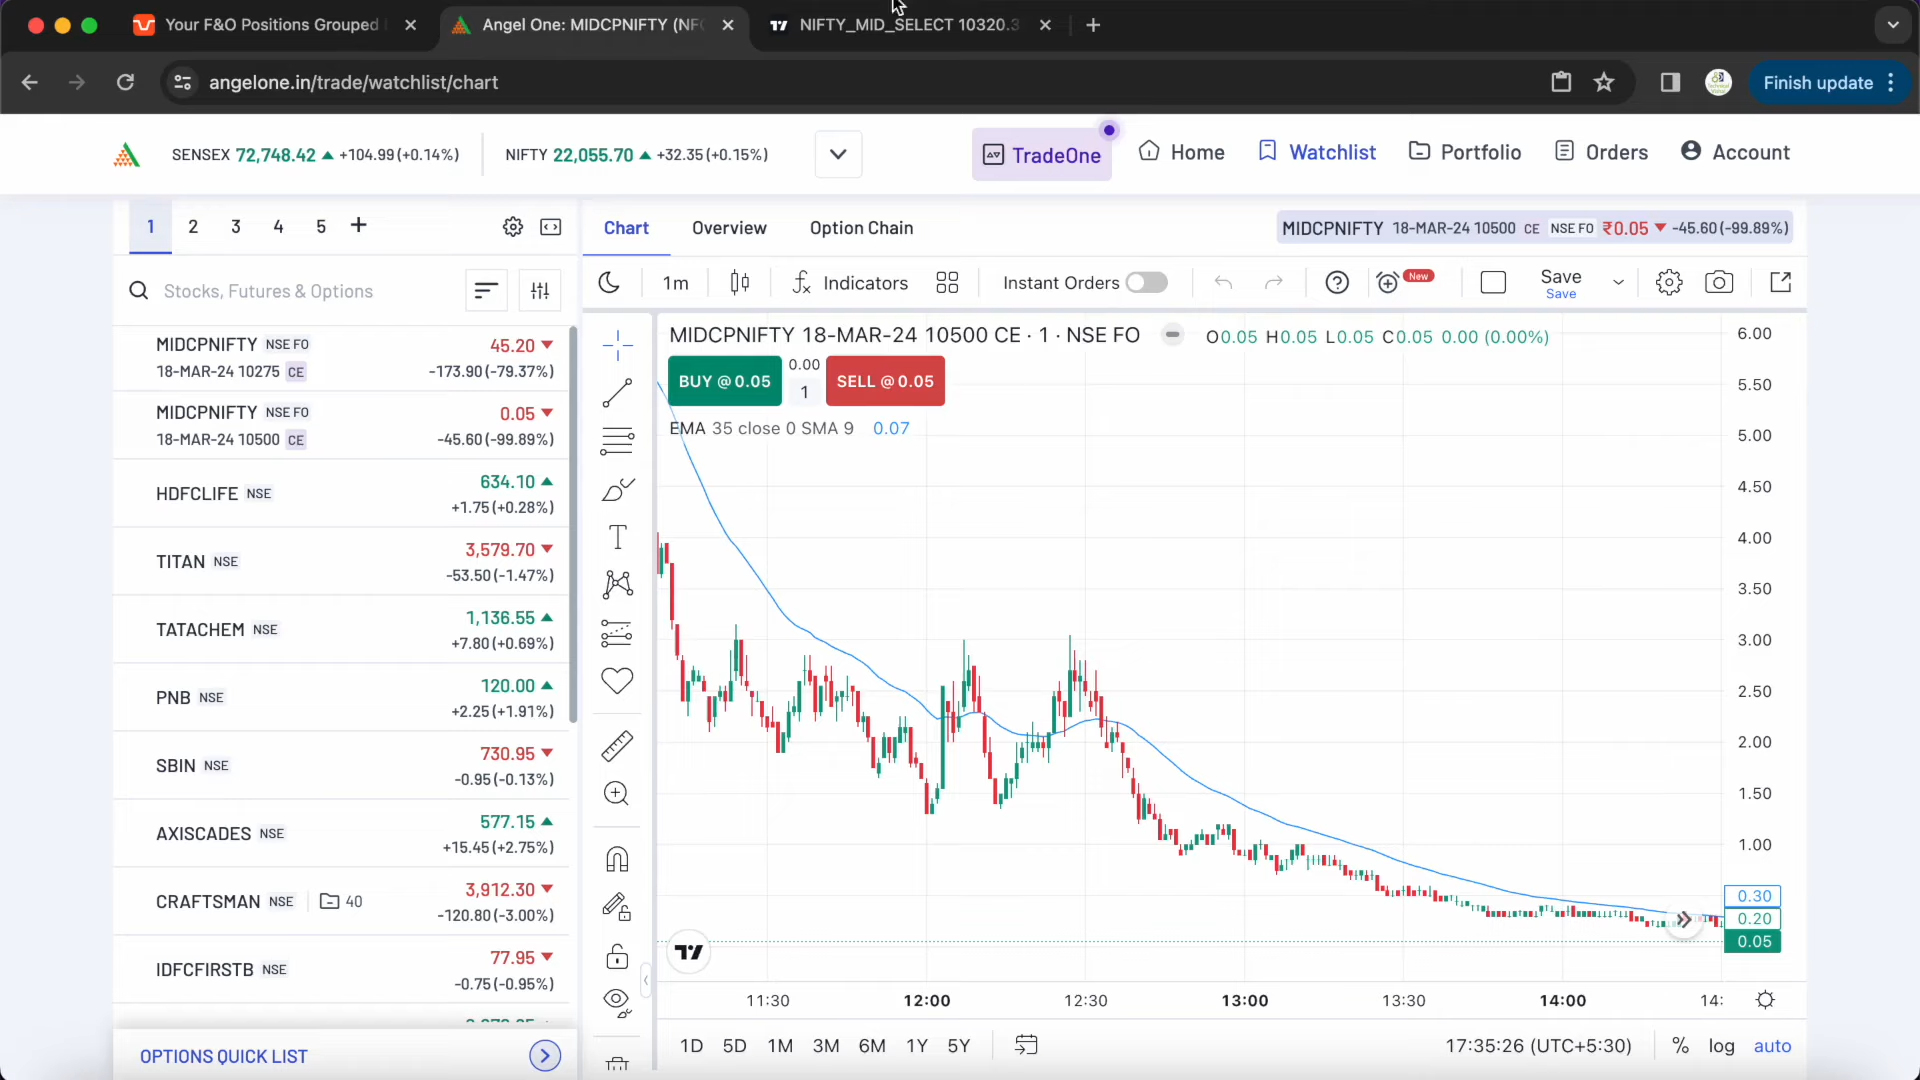 Your F&O Positions Grouped
Angel One: MIDCPNIFTY (NFO
NIFTY_MID_SELECT 10320.3
angelone.in/trade/watchlist/chart
Finish update
SENSEX 72,748.42 ▲ +104.99 (+0.14%)
NIFTY 22,055.70 ▲ +32.35 (+0.15%)
TradeOne
Home
Watchlist
Portfolio
Orders
Account
1 2 3 4 5 +
Chart
Overview
Option Chain
MIDCPNIFTY 18-MAR-24 10500 CE NSE FO ₹0.05 ▼ -45.60 (-99.89%)
Stocks, Futures & Options
1m
Indicators
Instant Orders
New
Save
Save
MIDCPNIFTY NSE FO 45.20 ▼
18-MAR-24 10275 CE -173.90 (-79.37%)
MIDCPNIFTY NSE FO 0.05 ▼
18-MAR-24 10500 CE -45.60 (-99.89%)
HDFCLIFE NSE 634.10 ▲
+1.75 (+0.28%)
TITAN NSE 3,579.70 ▼
-53.50 (-1.47%)
TATACHEM NSE 1,136.55 ▲
+7.80 (+0.69%)
PNB NSE 120.00 ▲
+2.25 (+1.91%)
SBIN NSE 730.95 ▼
-0.95 (-0.13%)
AXISCADES NSE 577.15 ▲
+15.45 (+2.75%)
CRAFTSMAN NSE 40 3,912.30 ▼
-120.80 (-3.00%)
IDFCFIRSTB NSE 77.95 ▼
-0.75 (-0.95%)
OPTIONS QUICK LIST
MIDCPNIFTY 18-MAR-24 10500 CE · 1 · NSE FO
O0.05 H0.05 L0.05 C0.05 0.00 (0.00%)
BUY @ 0.05
0.00
1
SELL @ 0.05
EMA 35 close 0 SMA 9 0.07
6.00
5.50
5.00
4.50
4.00
3.50
3.00
2.50
2.00
1.50
1.00
0.30
0.20
0.05
11:30 12:00 12:30 13:00 13:30 14:00 14:
1D 5D 1M 3M 6M 1Y 5Y
17:35:26 (UTC+5:30)
% log auto